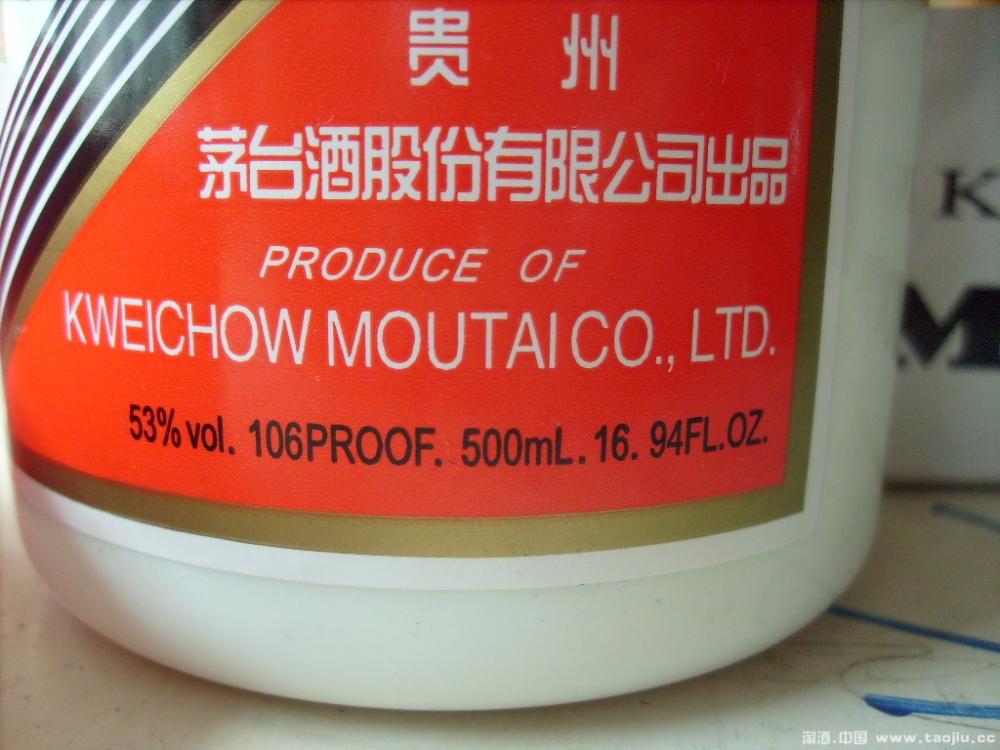 贵 州
茅台酒股份有限公司出品
PRODUCE OF
KWEICHOW MOUTAI CO., LTD.
53% vol. 106PROOF. 500mL. 16. 94FL.OZ.
K
M
淘酒.中国 www.taojiu.cc